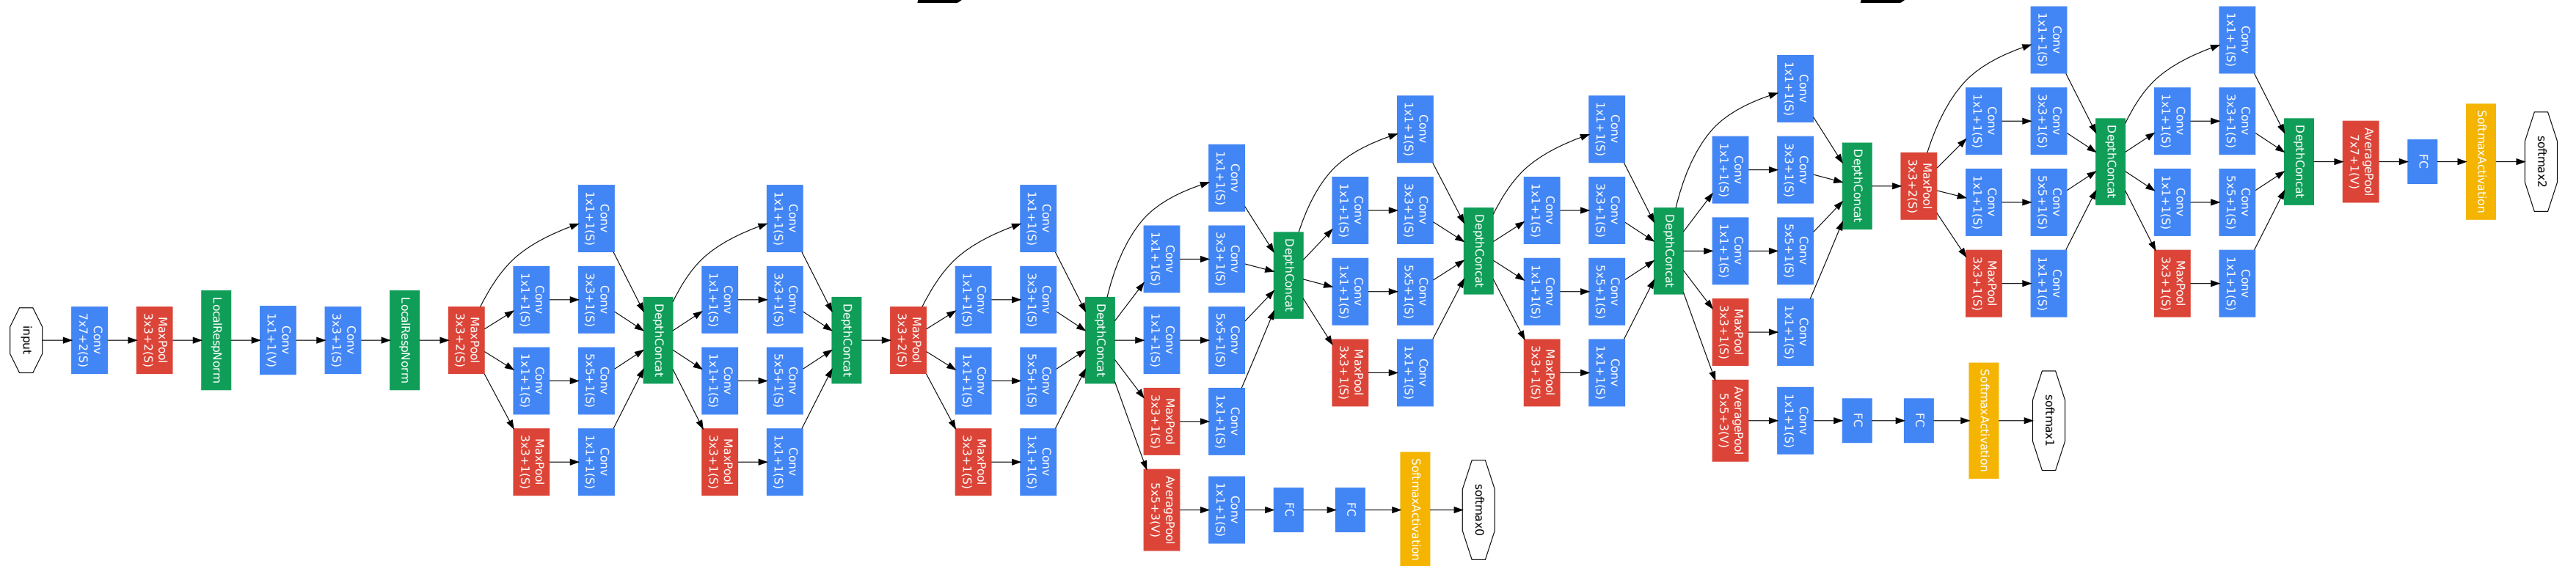 input
Conv
7x7+2(S)
MaxPool
3x3+2(S)
LocalRespNorm
Conv
1x1+1(V)
Conv
3x3+1(S)
LocalRespNorm
MaxPool
3x3+2(S)
Conv
1x1+1(S)
Conv
1x1+1(S)
MaxPool
3x3+1(S)
Conv
1x1+1(S)
Conv
3x3+1(S)
Conv
5x5+1(S)
Conv
1x1+1(S)
DepthConcat
Conv
1x1+1(S)
Conv
1x1+1(S)
MaxPool
3x3+1(S)
Conv
1x1+1(S)
Conv
3x3+1(S)
Conv
5x5+1(S)
Conv
1x1+1(S)
DepthConcat
MaxPool
3x3+2(S)
Conv
1x1+1(S)
Conv
1x1+1(S)
MaxPool
3x3+1(S)
Conv
1x1+1(S)
Conv
3x3+1(S)
Conv
5x5+1(S)
Conv
1x1+1(S)
DepthConcat
Conv
1x1+1(S)
Conv
1x1+1(S)
MaxPool
3x3+1(S)
AveragePool
5x5+3(V)
Conv
1x1+1(S)
Conv
3x3+1(S)
Conv
5x5+1(S)
Conv
1x1+1(S)
Conv
1x1+1(S)
DepthConcat
FC
FC
SoftmaxActivation
softmax0
Conv
1x1+1(S)
Conv
1x1+1(S)
MaxPool
3x3+1(S)
Conv
1x1+1(S)
Conv
3x3+1(S)
Conv
5x5+1(S)
Conv
1x1+1(S)
DepthConcat
Conv
1x1+1(S)
Conv
1x1+1(S)
MaxPool
3x3+1(S)
Conv
1x1+1(S)
Conv
3x3+1(S)
Conv
5x5+1(S)
Conv
1x1+1(S)
DepthConcat
Conv
1x1+1(S)
Conv
1x1+1(S)
MaxPool
3x3+1(S)
AveragePool
5x5+3(V)
Conv
1x1+1(S)
Conv
3x3+1(S)
Conv
5x5+1(S)
Conv
1x1+1(S)
Conv
1x1+1(S)
DepthConcat
FC
FC
SoftmaxActivation
softmax1
MaxPool
3x3+2(S)
Conv
1x1+1(S)
Conv
1x1+1(S)
MaxPool
3x3+1(S)
Conv
1x1+1(S)
Conv
3x3+1(S)
Conv
5x5+1(S)
Conv
1x1+1(S)
DepthConcat
Conv
1x1+1(S)
Conv
1x1+1(S)
MaxPool
3x3+1(S)
Conv
1x1+1(S)
Conv
3x3+1(S)
Conv
5x5+1(S)
Conv
1x1+1(S)
DepthConcat
AveragePool
7x7+1(V)
FC
SoftmaxActivation
softmax2